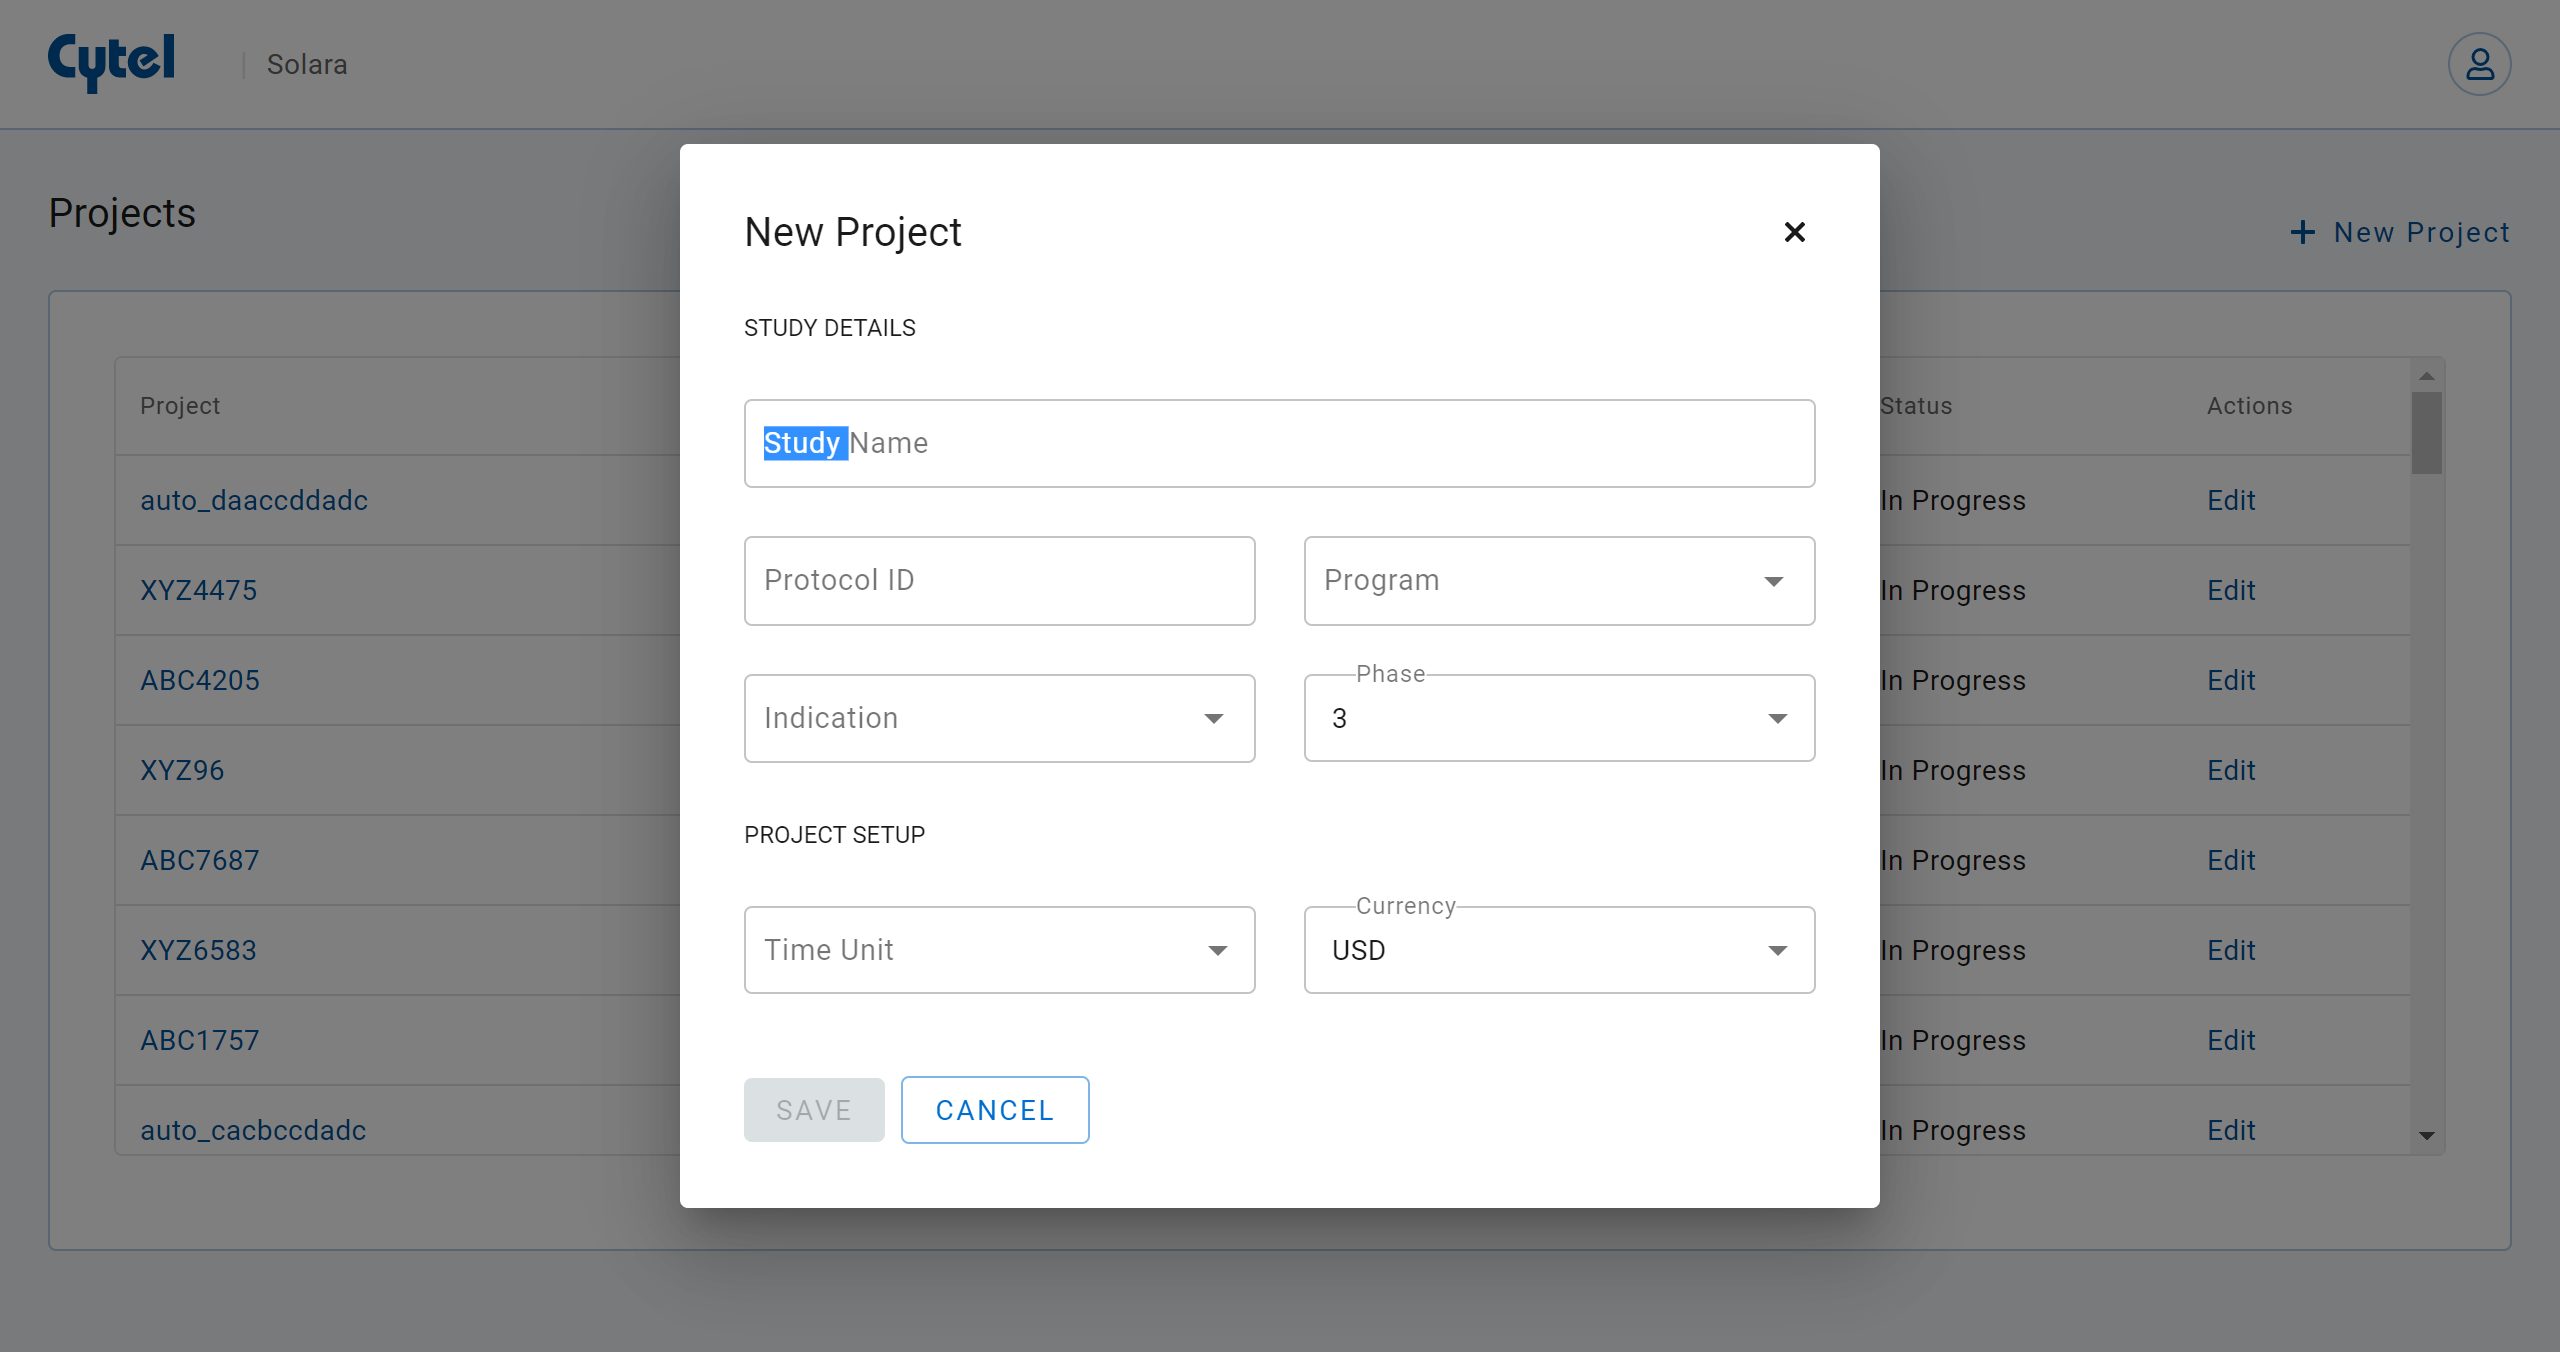 Cytel | Solara
Projects
+ New Project
Project
Status
Actions
auto_daaccddadc
In Progress
Edit
XYZ4475
In Progress
Edit
ABC4205
In Progress
Edit
XYZ96
In Progress
Edit
ABC7687
In Progress
Edit
XYZ6583
In Progress
Edit
ABC1757
In Progress
Edit
auto_cacbccdadc
In Progress
Edit
New Project
STUDY DETAILS
Study Name
Protocol ID
Program
Indication
Phase
3
PROJECT SETUP
Time Unit
Currency
USD
SAVE
CANCEL